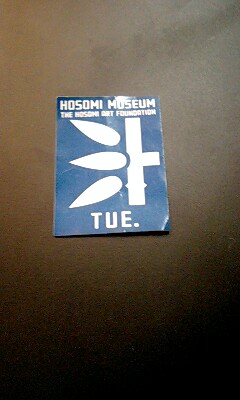 HOSOMI MUSEUM
THE HOSOMI ART FOUNDATION
TUE.